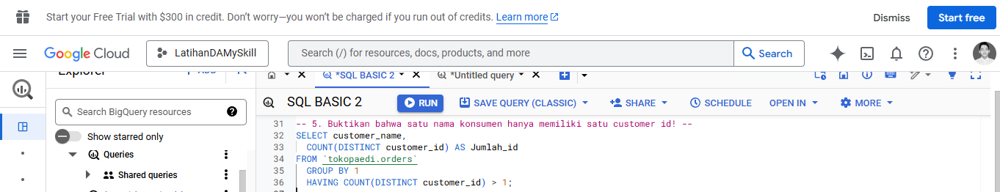 Start your Free Trial with $300 in credit. Don't worry—you won't be charged if you run out of credits. Learn more
Dismiss
Start free
Google Cloud
LatihanDAMySkill
Search (/) for resources, docs, products, and more
Search
Explorer
ADD
*SQL BASIC 2
*Untitled query
SQL BASIC 2
RUN
SAVE QUERY (CLASSIC)
SHARE
SCHEDULE
OPEN IN
MORE
Search BigQuery resources
Show starred only
Queries
Shared queries
31 -- 5. Buktikan bahwa satu nama konsumen hanya memiliki satu customer id! --
32 SELECT customer_name,
33 COUNT(DISTINCT customer_id) AS Jumlah_id
34 FROM `tokopaedi.orders`
35 GROUP BY 1
36 HAVING COUNT(DISTINCT customer_id) > 1;